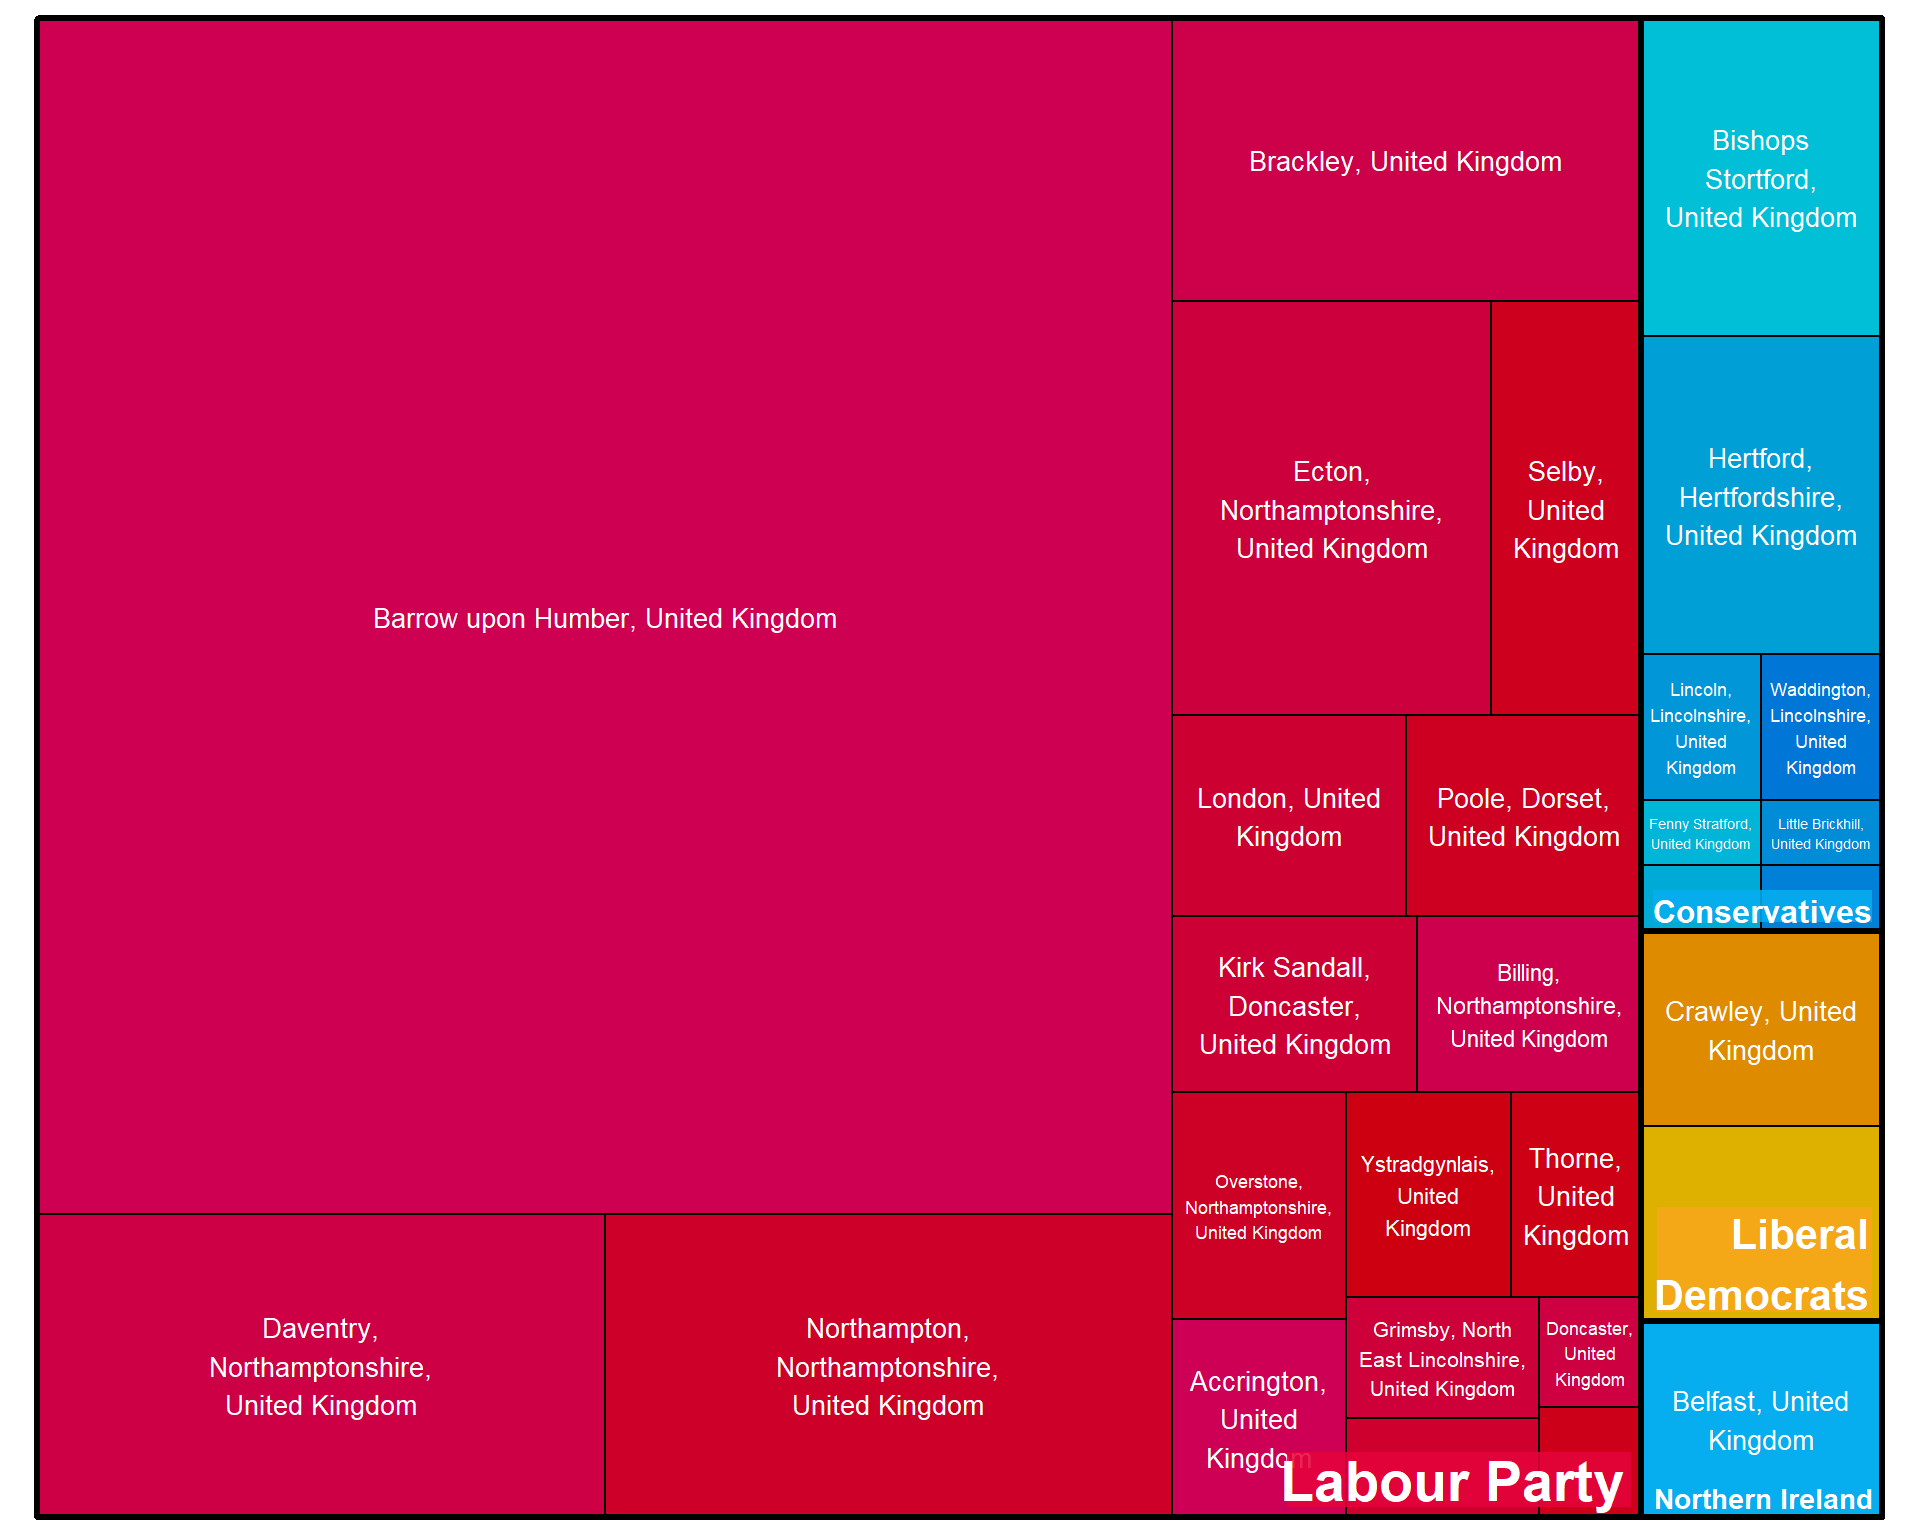 Barrow upon Humber, United Kingdom
Daventry,
Northamptonshire,
United Kingdom
Northampton,
Northamptonshire,
United Kingdom
Brackley, United Kingdom
Ecton,
Northamptonshire,
United Kingdom
Selby,
United
Kingdom
London, United
Kingdom
Poole, Dorset,
United Kingdom
Kirk Sandall,
Doncaster,
United Kingdom
Billing,
Northamptonshire,
United Kingdom
Overstone,
Northamptonshire,
United Kingdom
Ystradgynlais,
United
Kingdom
Thorne,
United
Kingdom
Accrington,
United
Kingdom
Grimsby, North
East Lincolnshire,
United Kingdom
Doncaster,
United
Kingdom
Labour Party
Bishops
Stortford,
United Kingdom
Hertford,
Hertfordshire,
United Kingdom
Lincoln,
Lincolnshire,
United
Kingdom
Waddington,
Lincolnshire,
United
Kingdom
Fenny Stratford,
United Kingdom
Little Brickhill,
United Kingdom
Conservatives
Crawley, United
Kingdom
Liberal
Democrats
Belfast, United
Kingdom
Northern Ireland